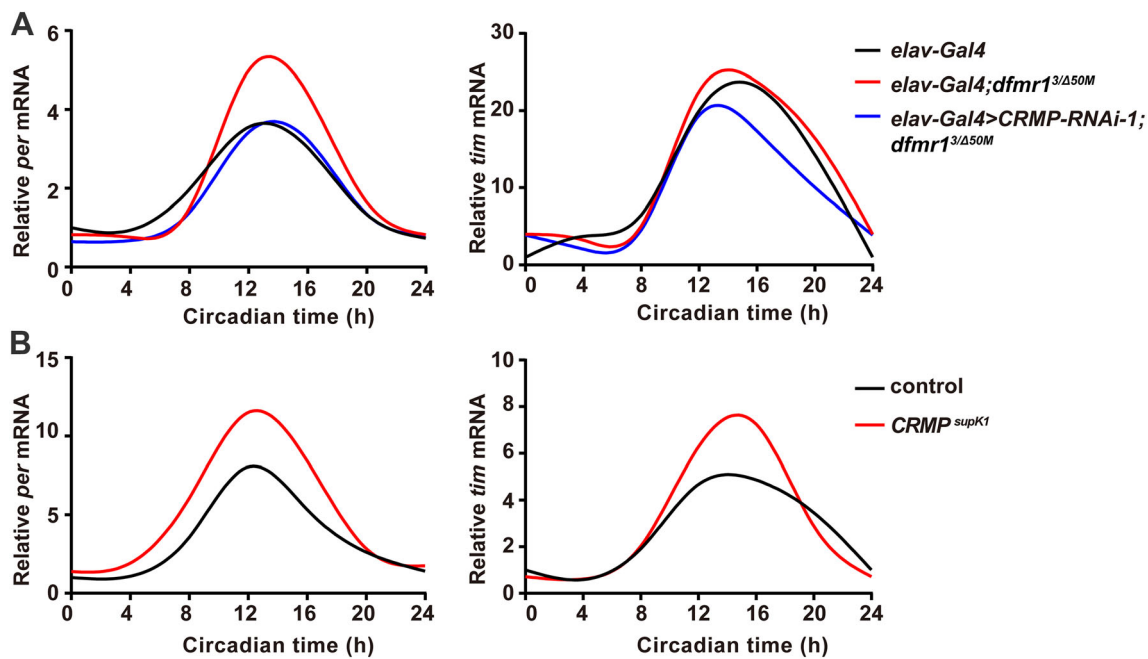 A
Relative per mRNA
6
4
2
0
0 4 8 12 16 20 24
Circadian time (h)
Relative tim mRNA
30
20
10
0
0 4 8 12 16 20 24
Circadian time (h)
elav-Gal4
elav-Gal4;dfmr1^3/Δ50M
elav-Gal4>CRMP-RNAi-1;
dfmr1^3/Δ50M
B
Relative per mRNA
15
10
5
0
0 4 8 12 16 20 24
Circadian time (h)
Relative tim mRNA
10
8
6
4
2
0
0 4 8 12 16 20 24
Circadian time (h)
control
CRMP^supK1